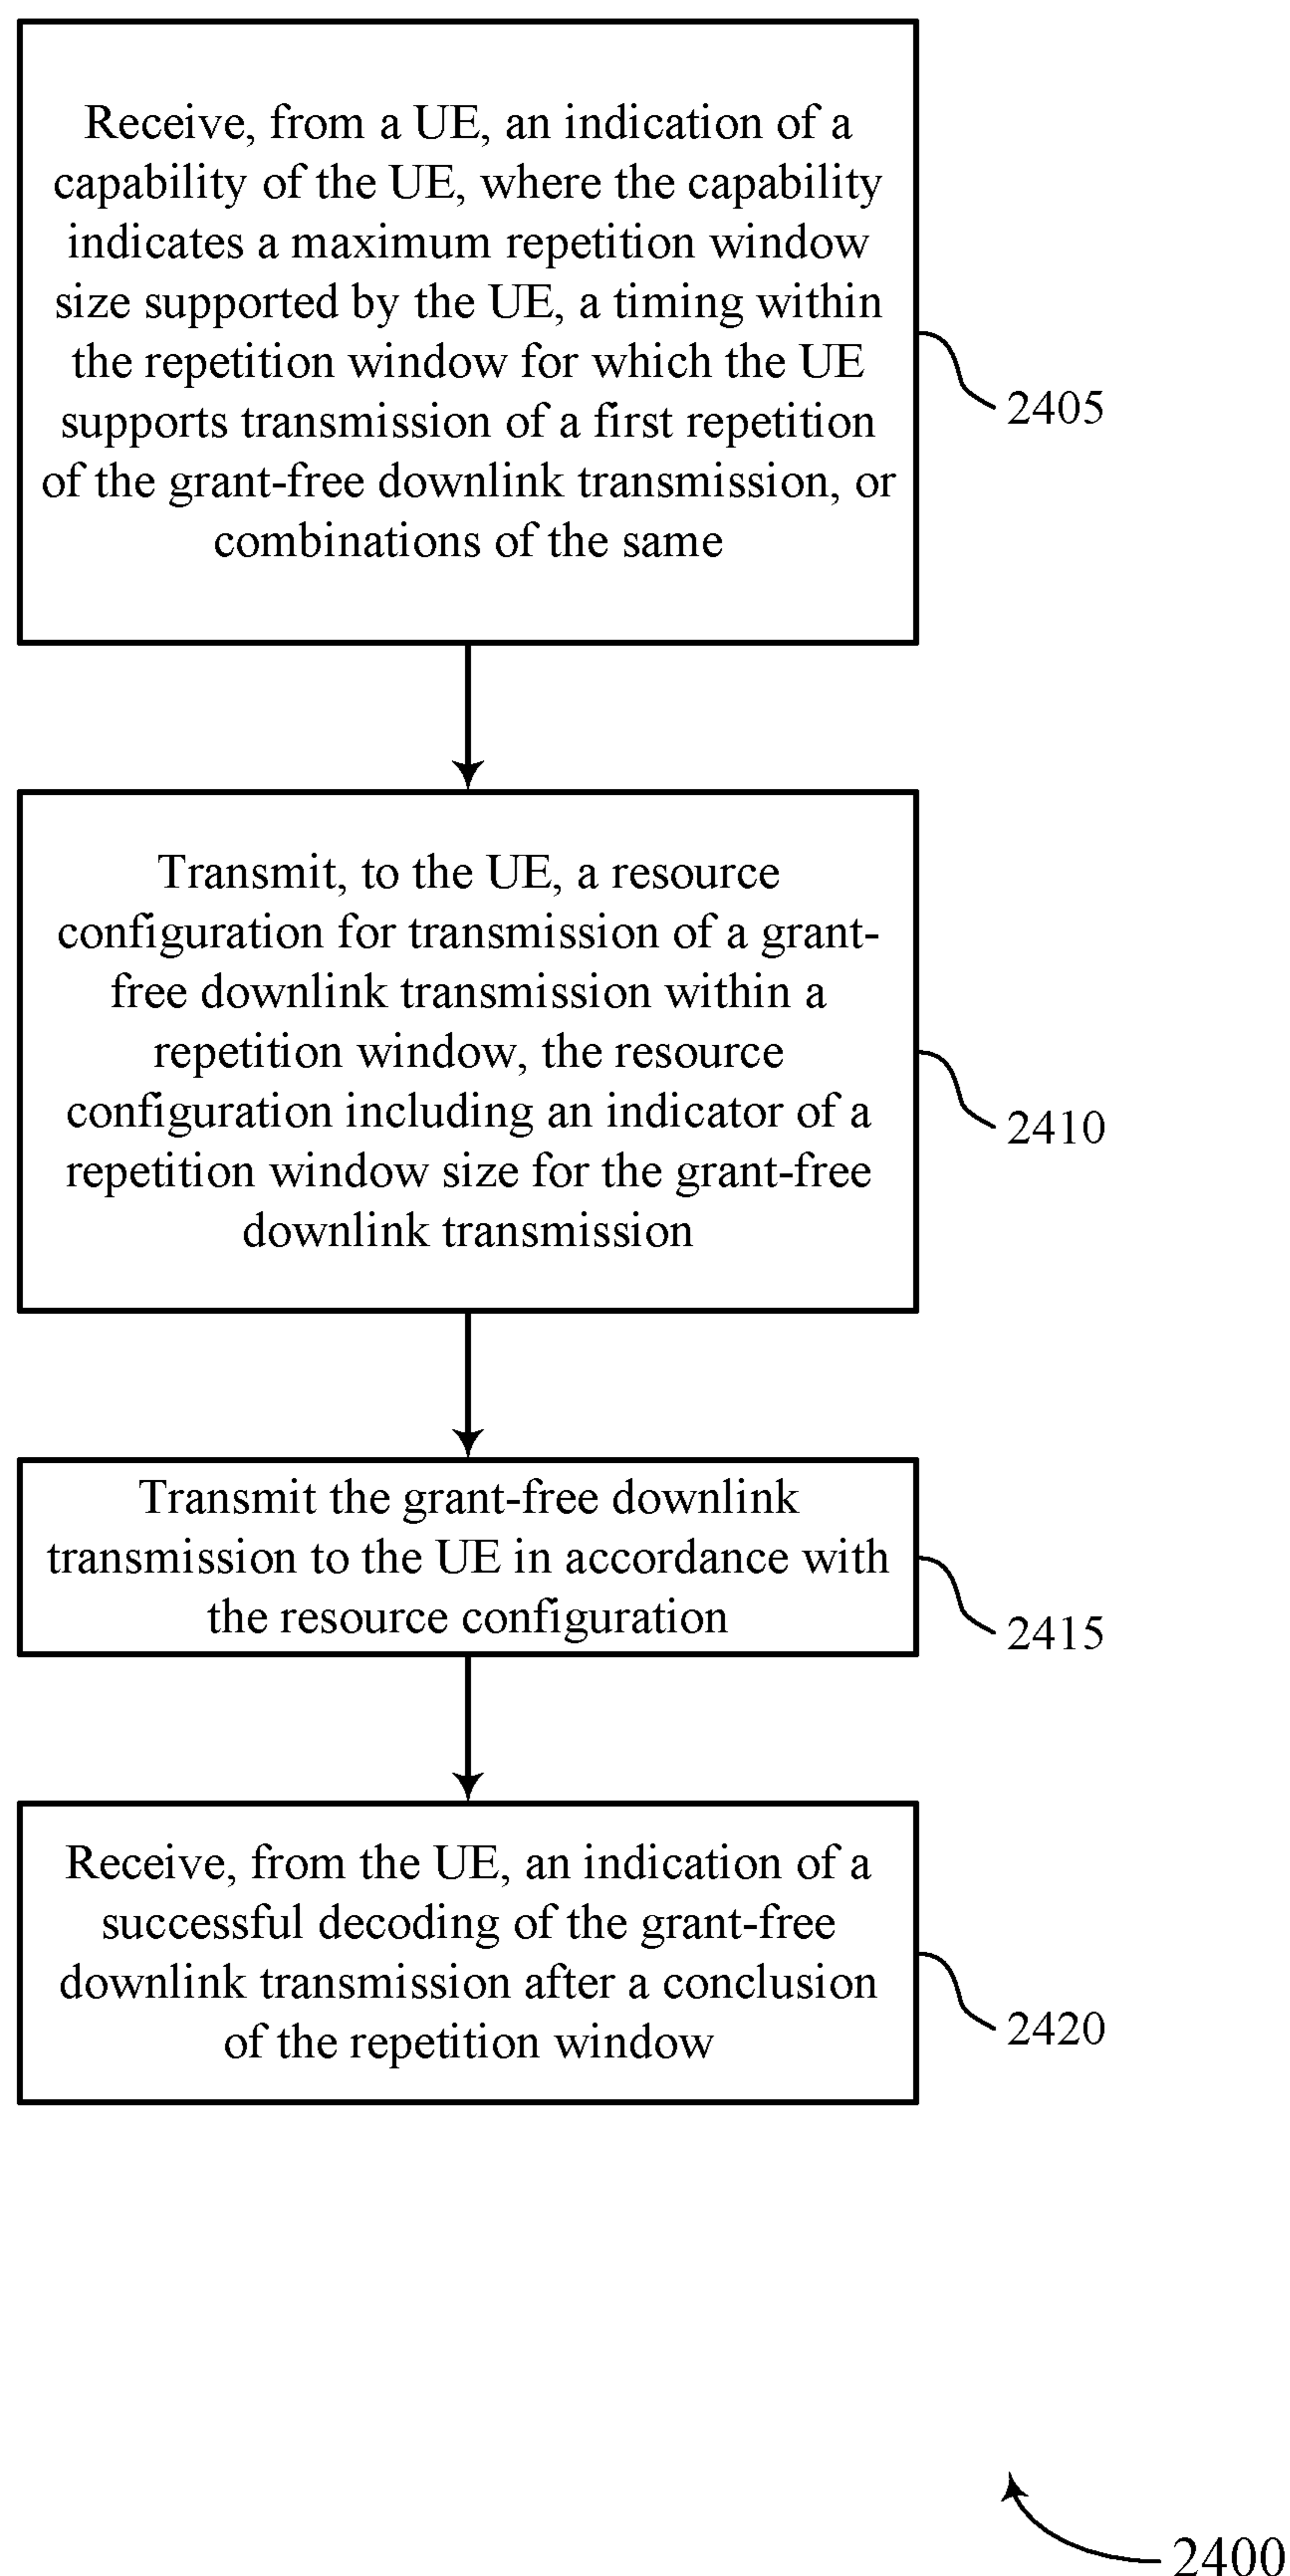 Receive, from a UE, an indication of a
capability of the UE, where the capability
indicates a maximum repetition window
size supported by the UE, a timing within
the repetition window for which the UE
supports transmission of a first repetition
of the grant-free downlink transmission, or
combinations of the same
2405
Transmit, to the UE, a resource
configuration for transmission of a grant-
free downlink transmission within a
repetition window, the resource
configuration including an indicator of a
repetition window size for the grant-free
downlink transmission
2410
Transmit the grant-free downlink
transmission to the UE in accordance with
the resource configuration
2415
Receive, from the UE, an indication of a
successful decoding of the grant-free
downlink transmission after a conclusion
of the repetition window
2420
2400